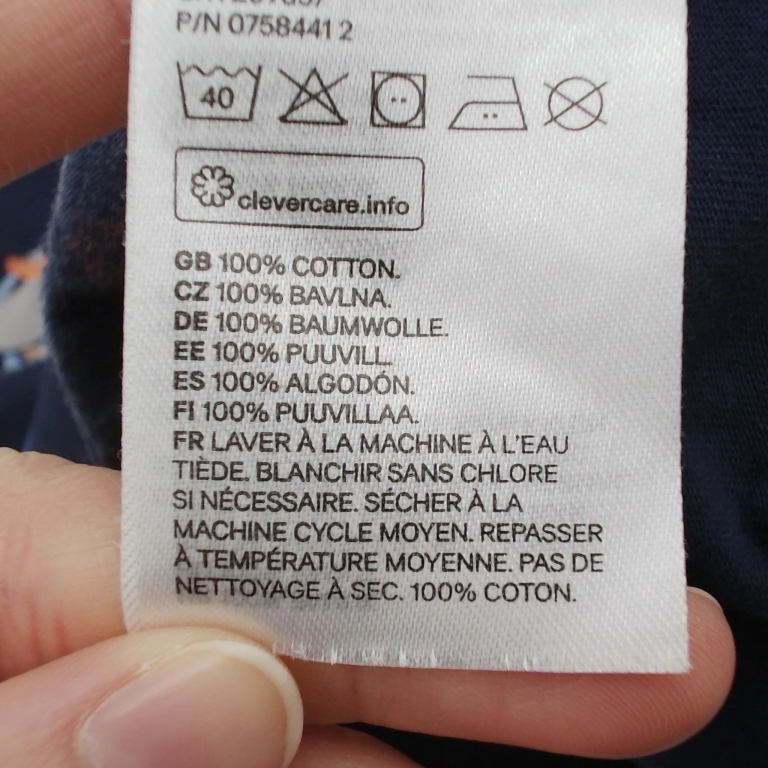 P/N 0758441 2
40
clevercare.info
GB 100% COTTON.
CZ 100% BAVLNA.
DE 100% BAUMWOLLE.
EE 100% PUUVILL.
ES 100% ALGODÓN.
FI 100% PUUVILLAA.
FR LAVER À LA MACHINE À L'EAU
TIÈDE. BLANCHIR SANS CHLORE
SI NÉCESSAIRE. SÉCHER À LA
MACHINE CYCLE MOYEN. REPASSER
À TEMPÉRATURE MOYENNE. PAS DE
NETTOYAGE À SEC. 100% COTON.